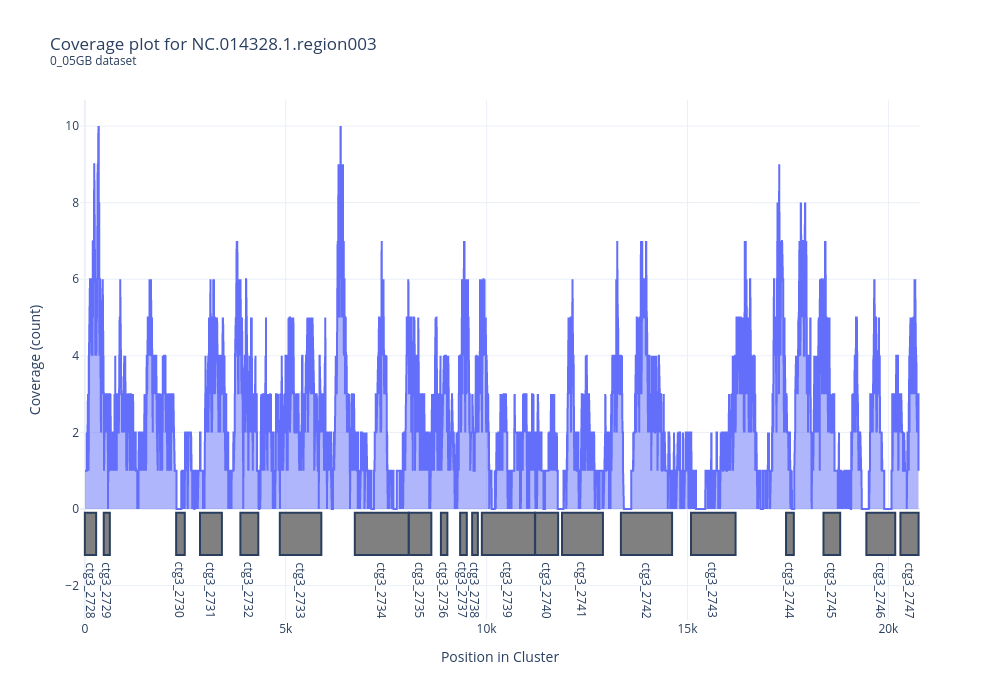 Coverage plot for NC.014328.1.region003
0_05GB dataset
10
8
6
4
2
0
−2
Coverage (count)
ctg3_2728
ctg3_2729
ctg3_2730
ctg3_2731
ctg3_2732
ctg3_2733
ctg3_2734
ctg3_2735
ctg3_2736
ctg3_2737
ctg3_2738
ctg3_2739
ctg3_2740
ctg3_2741
ctg3_2742
ctg3_2743
ctg3_2744
ctg3_2745
ctg3_2746
ctg3_2747
0
5k
10k
15k
20k
Position in Cluster